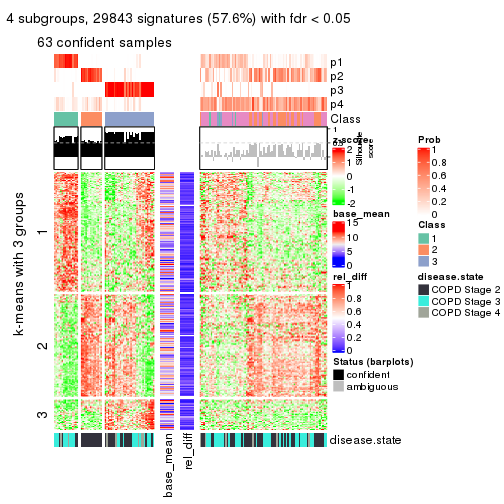 4 subgroups, 29843 signatures (57.6%) with fdr < 0.05
63 confident samples
p1
p2
p3
p4
Class
1
0.5
silhouette
score
k-means with 3 groups
1
2
3
z-score
2
1
0
-1
-2
base_mean
15
10
5
0
rel_diff
1
0.8
0.6
0.4
0.2
0
Status (barplots)
confident
ambiguous
Prob
1
0.8
0.6
0.4
0.2
0
Class
1
2
3
disease.state
COPD Stage 2
COPD Stage 3
COPD Stage 4
disease.state
base_mean
rel_diff